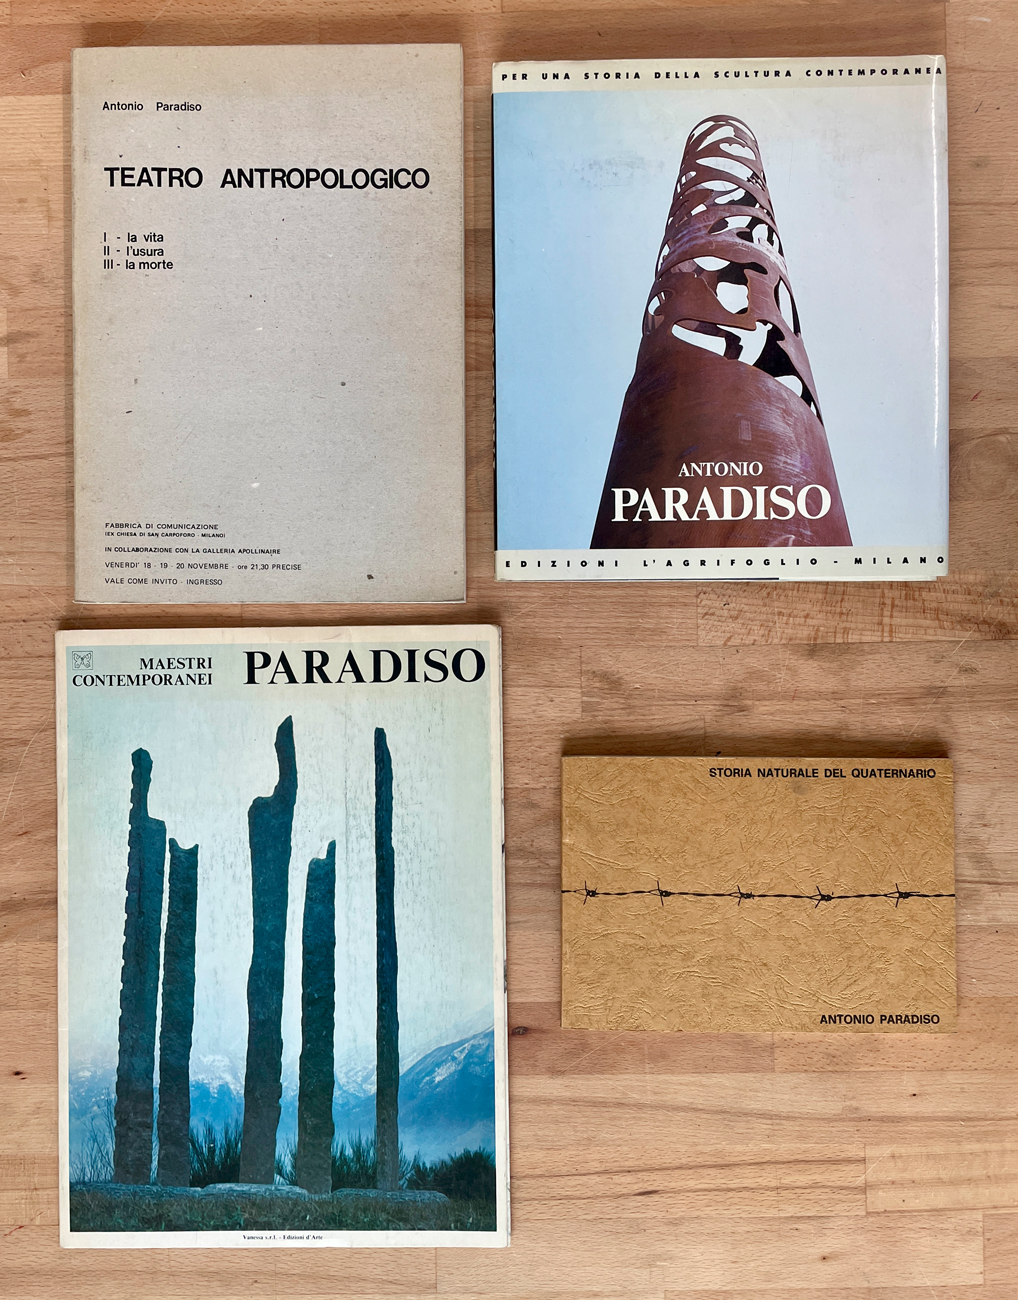 Antonio Paradiso
TEATRO ANTROPOLOGICO
I - la vita
II - l'usura
III - la morte
FABBRICA DI COMUNICAZIONE
(EX CHIESA DI SAN CARPOFORO - MILANO)
IN COLLABORAZIONE CON LA GALLERIA APOLLINAIRE
VENERDI' 18 - 19 - 20 NOVEMBRE - ore 21,30 PRECISE
VALE COME INVITO - INGRESSO
PER UNA STORIA DELLA SCULTURA CONTEMPORANEA
ANTONIO
PARADISO
EDIZIONI L'AGRIFOGLIO - MILANO
MAESTRI
CONTEMPORANEI
PARADISO
Vanessa s.r.l. - Edizioni d'Arte
STORIA NATURALE DEL QUATERNARIO
ANTONIO PARADISO